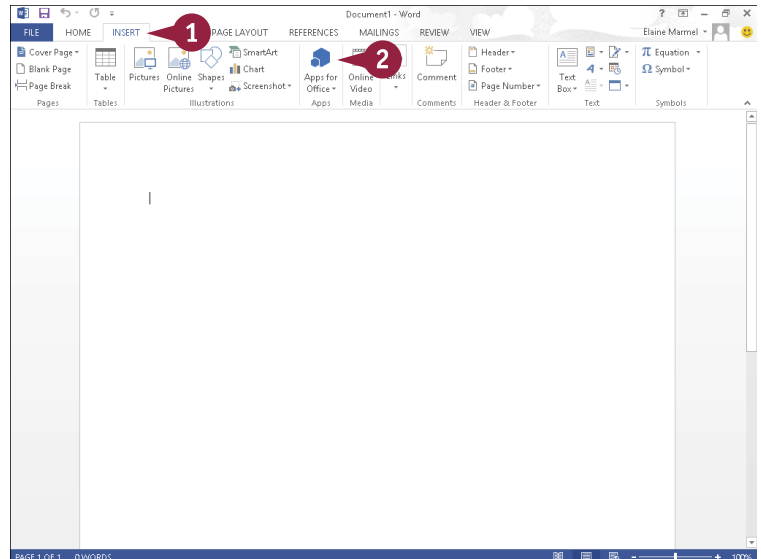 Document1 - Word
FILE HOME INSERT 1 PAGE LAYOUT REFERENCES MAILINGS REVIEW VIEW Elaine Marmel
Cover Page
Blank Page
Page Break
Pages
Table
Tables
Pictures
Online Pictures
Shapes
SmartArt
Chart
Screenshot
Illustrations
Apps for Office
Apps
2
Online Video
Media
Comment
Comments
Header
Footer
Page Number
Header & Footer
Text Box
Text
π Equation
Ω Symbol
Symbols
PAGE 1 OF 1 0 WORDS 100%